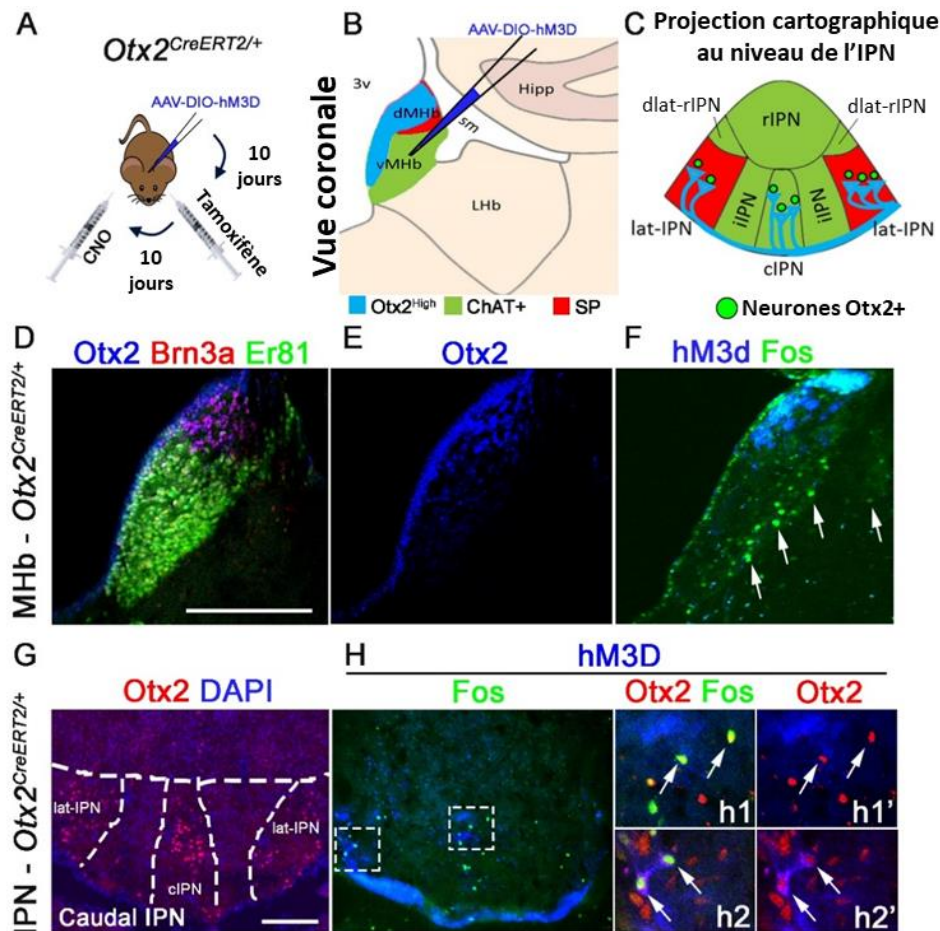 A
Otx2CreERT2/+
AAV-DIO-hM3D
10
jours
Tamoxifène
CNO
10
jours
B
AAV-DIO-hM3D
Vue coronale
3v
Hipp
dMHb
sm
vMHb
LHb
Otx2High ChAT+ SP
C Projection cartographique
au niveau de l’IPN
dlat-rIPN dlat-rIPN
rIPN
iIPN iIPN
lat-IPN lat-IPN
cIPN
Neurones Otx2+
MHb - Otx2CreERT2/+
D
Otx2 Brn3a Er81
E
Otx2
F
hM3d Fos
IPN - Otx2CreERT2/+
G
Otx2 DAPI
lat-IPN lat-IPN
cIPN
Caudal IPN
H
hM3D
Fos
Otx2 Fos
Otx2
h1 h1’
h2 h2’